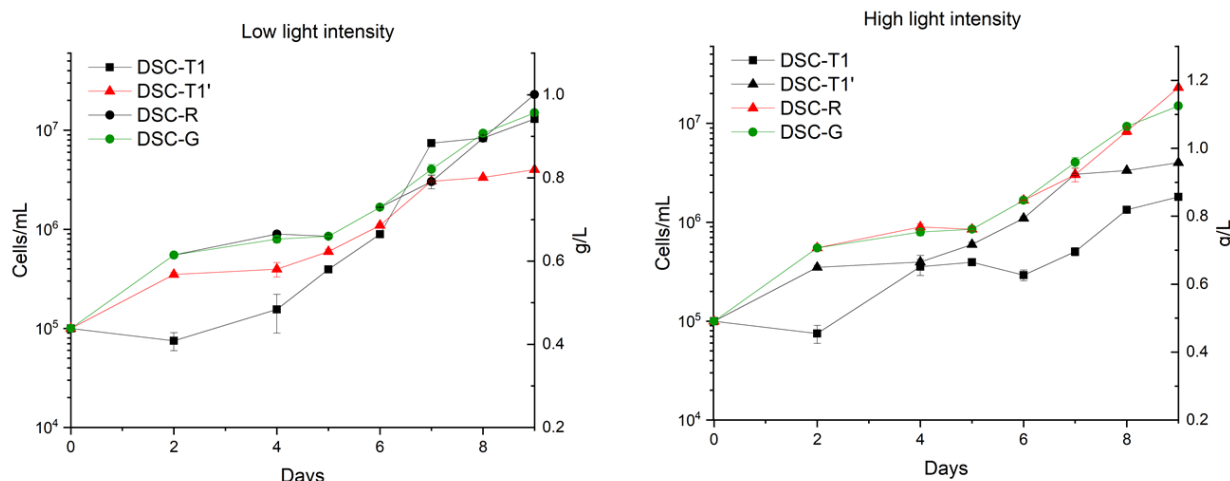 Low light intensity
DSC-T1
DSC-T1'
DSC-R
DSC-G
10⁷
10⁶
10⁵
10⁴
Cells/mL
1.0
0.8
0.6
0.4
0.2
g/L
0 2 4 6 8
Days
High light intensity
DSC-T1
DSC-T1'
DSC-R
DSC-G
10⁷
10⁶
10⁵
10⁴
Cells/mL
1.2
1.0
0.8
0.6
0.4
0.2
g/L
0 2 4 6 8
Days